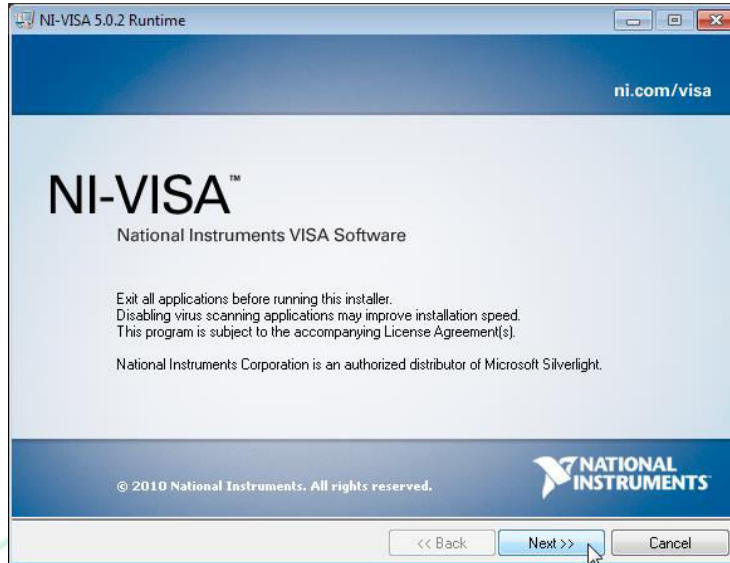 NI-VISA 5.0.2 Runtime
ni.com/visa
NI-VISA™
National Instruments VISA Software
Exit all applications before running this installer.
Disabling virus scanning applications may improve installation speed.
This program is subject to the accompanying License Agreement(s).
National Instruments Corporation is an authorized distributor of Microsoft Silverlight.
© 2010 National Instruments. All rights reserved.
NATIONAL
INSTRUMENTS
<< Back
Next >>
Cancel